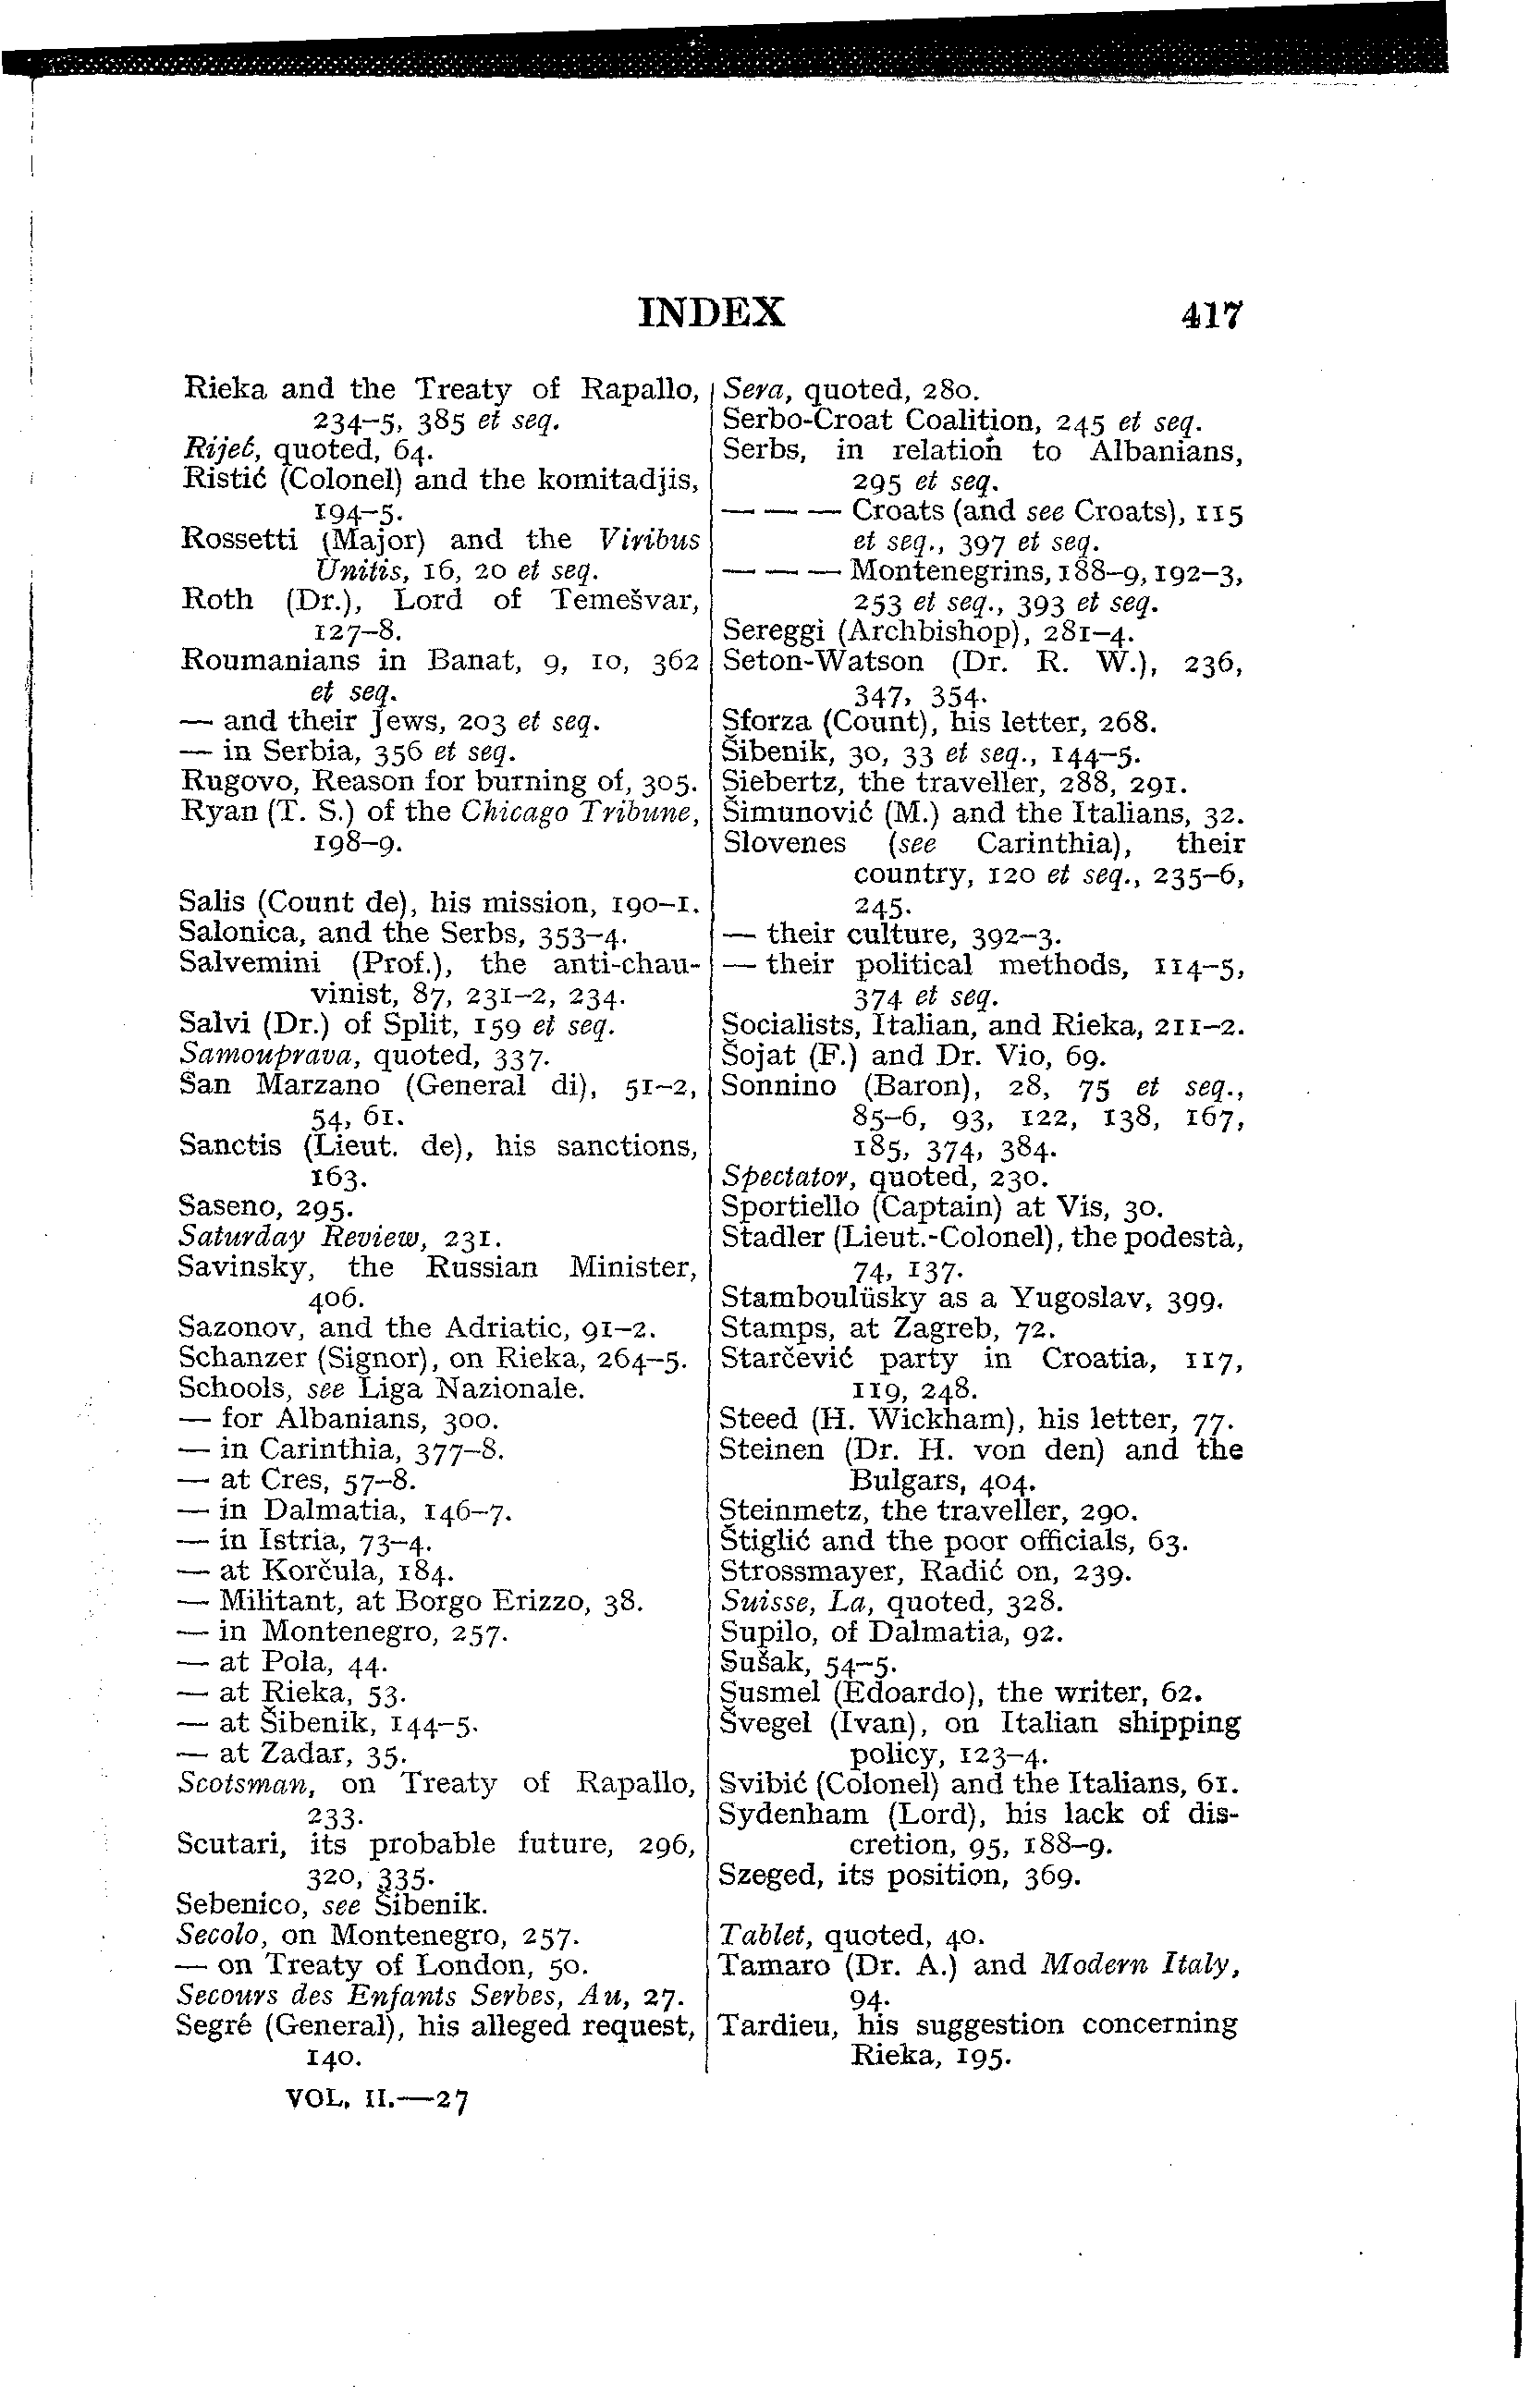 INDEX 417
Rieka and the Treaty of Rapallo,
234–5, 385 et seq.
Riječ, quoted, 64.
Ristić (Colonel) and the komitadjis,
194–5.
Rossetti (Major) and the Viribus
Unitis, 16, 20 et seq.
Roth (Dr.), Lord of Temešvar,
127–8.
Roumanians in Banat, 9, 10, 362
et seq.
— and their Jews, 203 et seq.
— in Serbia, 356 et seq.
Rugovo, Reason for burning of, 305.
Ryan (T. S.) of the Chicago Tribune,
198–9.
Salis (Count de), his mission, 190–1.
Salonica, and the Serbs, 353–4.
Salvemini (Prof.), the anti-chau-
vinist, 87, 231–2, 234.
Salvi (Dr.) of Split, 159 et seq.
Samouprava, quoted, 337.
San Marzano (General di), 51–2,
54, 61.
Sanctis (Lieut. de), his sanctions,
163.
Saseno, 295.
Saturday Review, 231.
Savinsky, the Russian Minister,
406.
Sazonov, and the Adriatic, 91–2.
Schanzer (Signor), on Rieka, 264–5.
Schools, see Liga Nazionale.
— for Albanians, 300.
— in Carinthia, 377–8.
— at Cres, 57–8.
— in Dalmatia, 146–7.
— in Istria, 73–4.
— at Korčula, 184.
— Militant, at Borgo Erizzo, 38.
— in Montenegro, 257.
— at Pola, 44.
— at Rieka, 53.
— at Šibenik, 144–5.
— at Zadar, 35.
Scotsman, on Treaty of Rapallo,
233.
Scutari, its probable future, 296,
320, 335.
Sebenico, see Šibenik.
Secolo, on Montenegro, 257.
— on Treaty of London, 50.
Secours des Enfants Serbes, Au, 27.
Segré (General), his alleged request,
140.
VOL. II.—27
Sera, quoted, 280.
Serbo-Croat Coalition, 245 et seq.
Serbs, in relation to Albanians,
295 et seq.
— — — Croats (and see Croats), 115
et seq., 397 et seq.
— — — Montenegrins, 188–9, 192–3,
253 et seq., 393 et seq.
Sereggi (Archbishop), 281–4.
Seton-Watson (Dr. R. W.), 236,
347, 354.
Sforza (Count), his letter, 268.
Šibenik, 30, 33 et seq., 144–5.
Siebertz, the traveller, 288, 291.
Šimunović (M.) and the Italians, 32.
Slovenes (see Carinthia), their
country, 120 et seq., 235–6,
245.
— their culture, 392–3.
— their political methods, 114–5,
374 et seq.
Socialists, Italian, and Rieka, 211–2.
Šojat (F.) and Dr. Vio, 69.
Sonnino (Baron), 28, 75 et seq.,
85–6, 93, 122, 138, 167,
185, 374, 384.
Spectator, quoted, 230.
Sportiello (Captain) at Vis, 30.
Stadler (Lieut.-Colonel), the podestà,
74, 137.
Stamboulüsky as a Yugoslav, 399.
Stamps, at Zagreb, 72.
Starčević party in Croatia, 117,
119, 248.
Steed (H. Wickham), his letter, 77.
Steinen (Dr. H. von den) and the
Bulgars, 404.
Steinmetz, the traveller, 290.
Štiglić and the poor officials, 63.
Strossmayer, Radić on, 239.
Suisse, La, quoted, 328.
Supilo, of Dalmatia, 92.
Sušak, 54–5.
Susmel (Edoardo), the writer, 62.
Švegel (Ivan), on Italian shipping
policy, 123–4.
Svibić (Colonel) and the Italians, 61.
Sydenham (Lord), his lack of dis-
cretion, 95, 188–9.
Szeged, its position, 369.
Tablet, quoted, 40.
Tamaro (Dr. A.) and Modern Italy,
94.
Tardieu, his suggestion concerning
Rieka, 195.